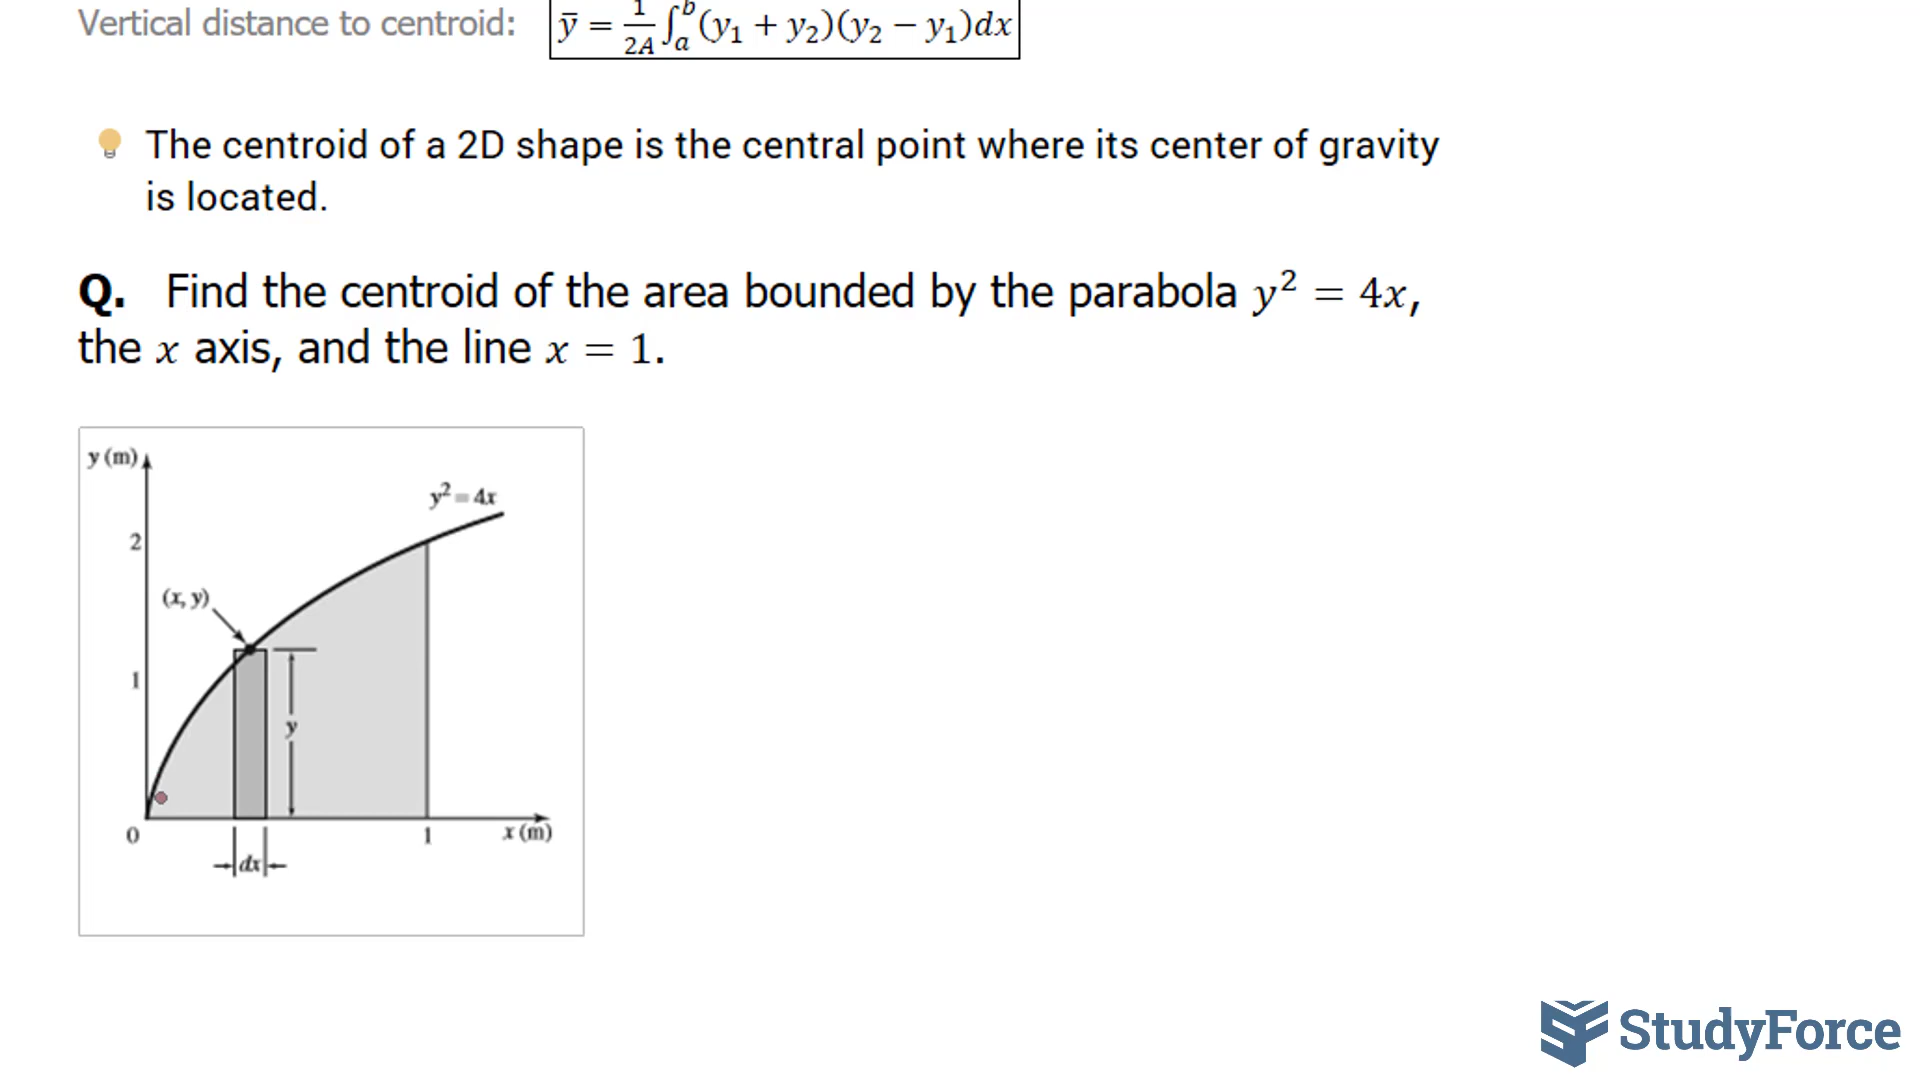 Vertical distance to centroid: ȳ = 1/2A ∫ₐᵇ(y₁ + y₂)(y₂ − y₁)dx
The centroid of a 2D shape is the central point where its center of gravity
is located.
Q. Find the centroid of the area bounded by the parabola y² = 4x,
the x axis, and the line x = 1.
y (m)
y² = 4x
2
(x, y)
1
y
0
1
x (m)
dx
StudyForce